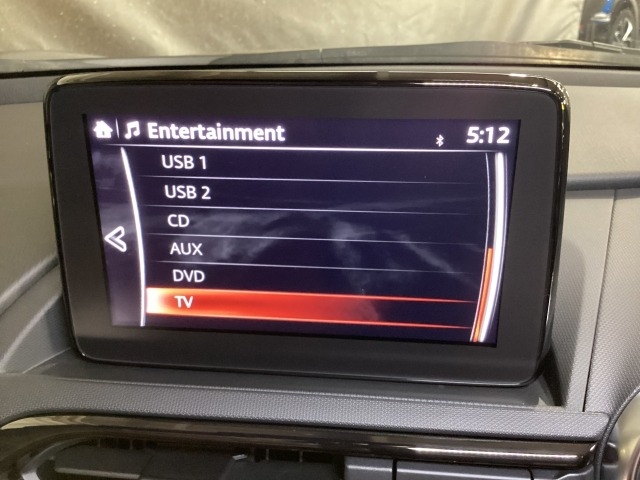 Entertainment 5:12
USB 1
USB 2
CD
AUX
DVD
TV